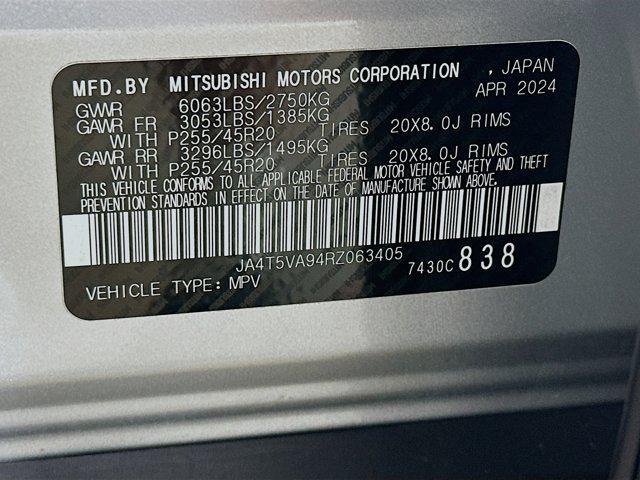 MFD.BY MITSUBISHI MOTORS CORPORATION , JAPAN
GWWR 6063LBS/2750KG APR 2024
GAWR FR 3053LBS/1385KG
WITH P255/45R20 TIRES 20X8.0J RIMS
GAWR RR 3296LBS/1495KG
WITH P255/45R20 TIRES 20X8.0J RIMS
THIS VEHICLE CONFORMS TO ALL APPLICABLE FEDERAL MOTOR VEHICLE SAFETY AND THEFT
PREVENTION STANDARDS IN EFFECT ON THE DATE OF MANUFACTURE SHOWN ABOVE.
JA4T5VA94RZ063405
7430C 838
VEHICLE TYPE: MPV